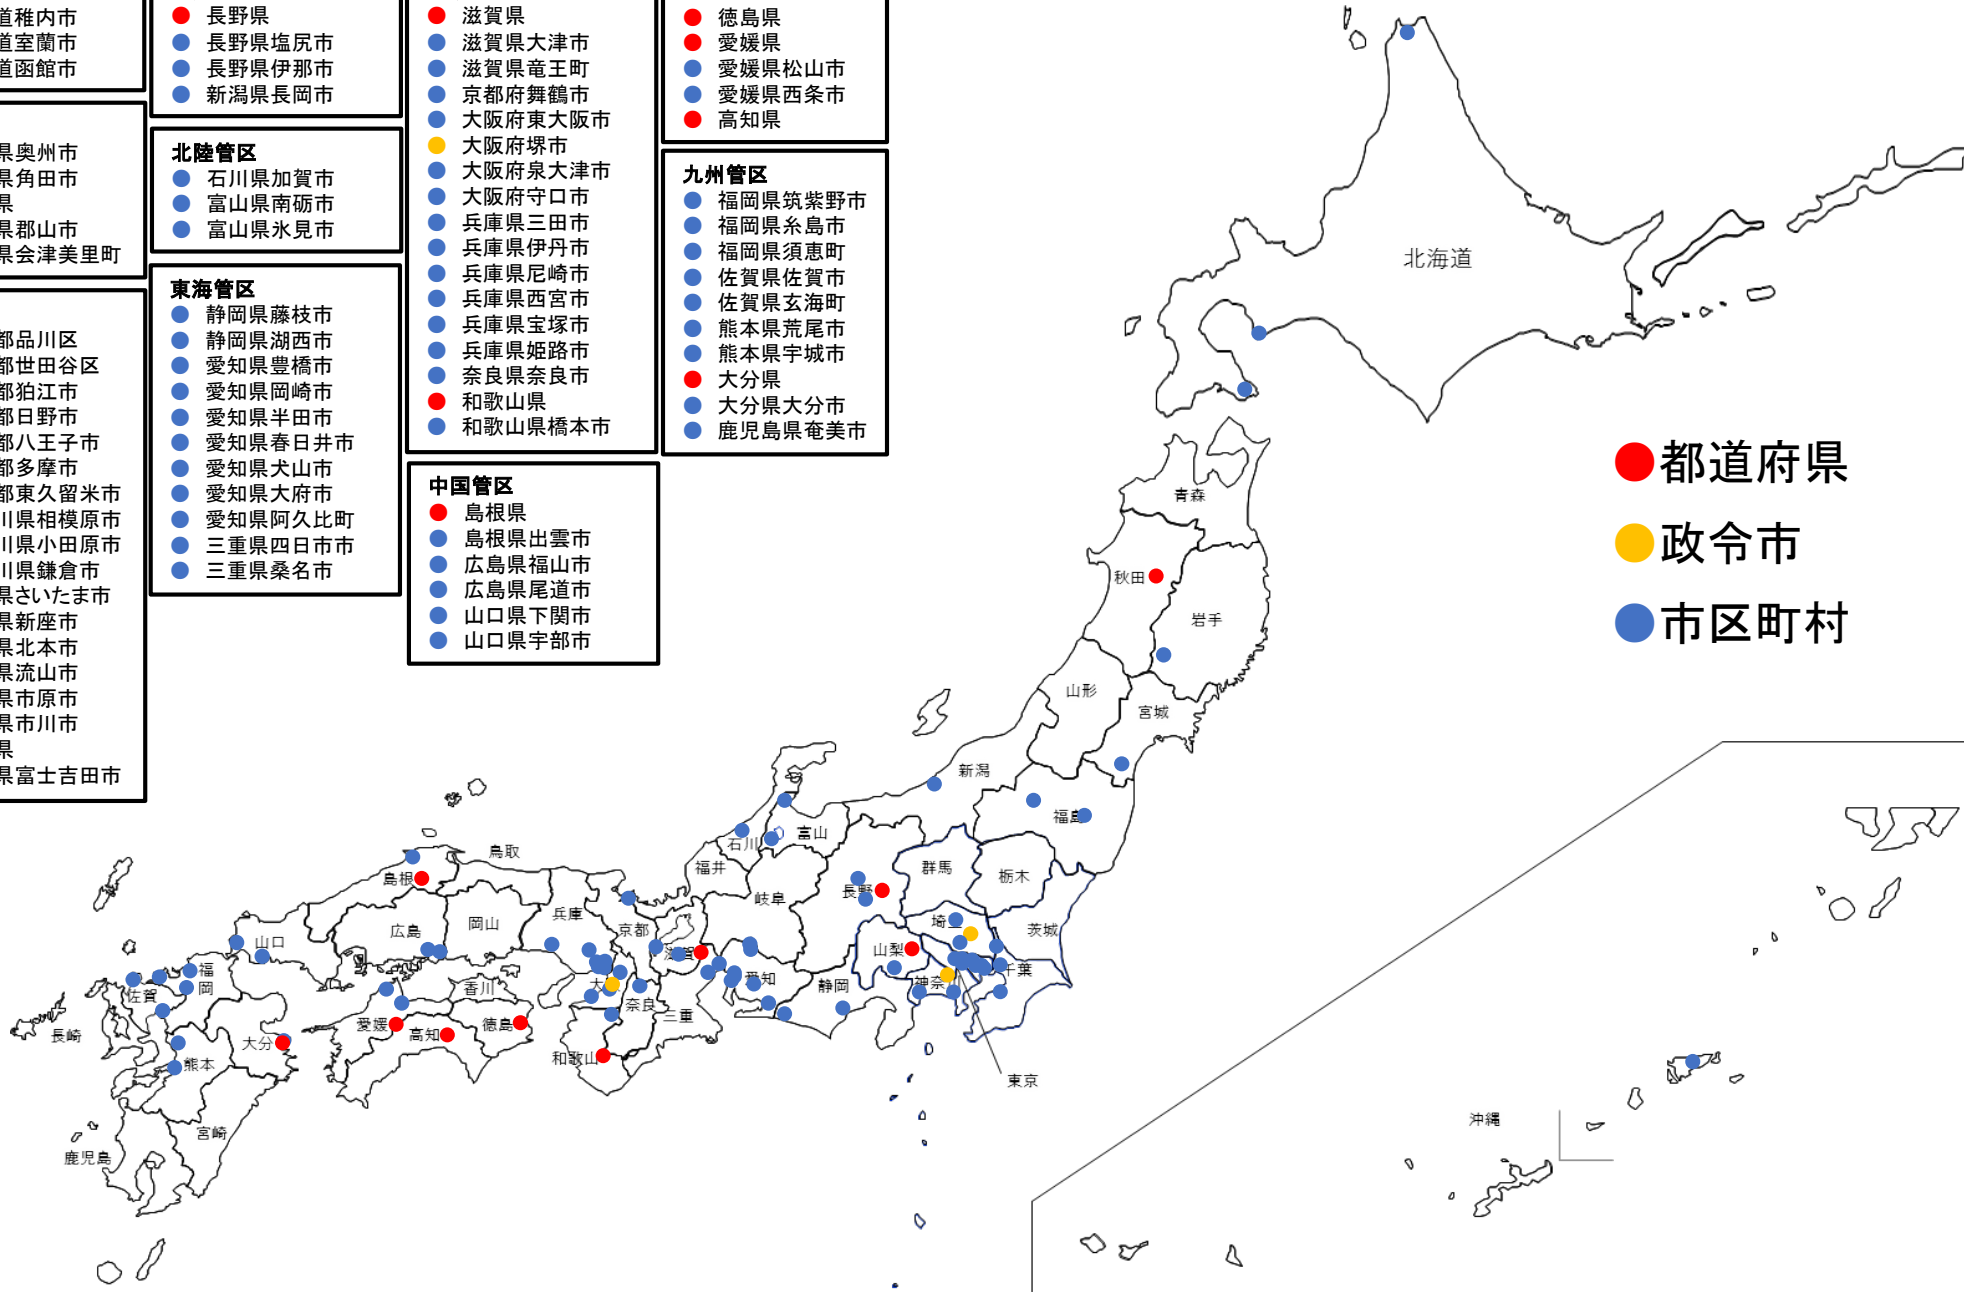 道稚内市
道室蘭市
道函館市
県奥州市
県角田市
県
県郡山市
県会津美里町
都品川区
都世田谷区
都狛江市
都日野市
都八王子市
都多摩市
都東久留米市
川県相模原市
川県小田原市
川県鎌倉市
県さいたま市
県新座市
県北本市
県流山市
県市原市
県市川市
県
県富士吉田市
長野県
長野県塩尻市
長野県伊那市
新潟県長岡市
北陸管区
石川県加賀市
富山県南砺市
富山県氷見市
東海管区
静岡県藤枝市
静岡県湖西市
愛知県豊橋市
愛知県岡崎市
愛知県半田市
愛知県春日井市
愛知県犬山市
愛知県大府市
愛知県阿久比町
三重県四日市市
三重県桑名市
滋賀県
滋賀県大津市
滋賀県竜王町
京都府舞鶴市
大阪府東大阪市
大阪府堺市
大阪府泉大津市
大阪府守口市
兵庫県三田市
兵庫県伊丹市
兵庫県尼崎市
兵庫県西宮市
兵庫県宝塚市
兵庫県姫路市
奈良県奈良市
和歌山県
和歌山県橋本市
中国管区
島根県
島根県出雲市
広島県福山市
広島県尾道市
山口県下関市
山口県宇部市
徳島県
愛媛県
愛媛県松山市
愛媛県西条市
高知県
九州管区
福岡県筑紫野市
福岡県糸島市
福岡県須恵町
佐賀県佐賀市
佐賀県玄海町
熊本県荒尾市
熊本県宇城市
大分県
大分県大分市
鹿児島県奄美市
都道府県
政令市
市区町村
北海道
青森
秋田
岩手
山形
宮城
新潟
福島
富山
石川
福井
群馬
栃木
鳥取
島根
長野
岐阜
兵庫
岡山
広島
京都
埼玉
茨城
山口
滋賀
山梨
福
岡
愛知
千葉
神奈川
静岡
香川
佐賀
大
奈良
三重
愛媛
高知
徳島
長崎
大分
和歌山
熊本
東京
沖縄
宮崎
鹿児島